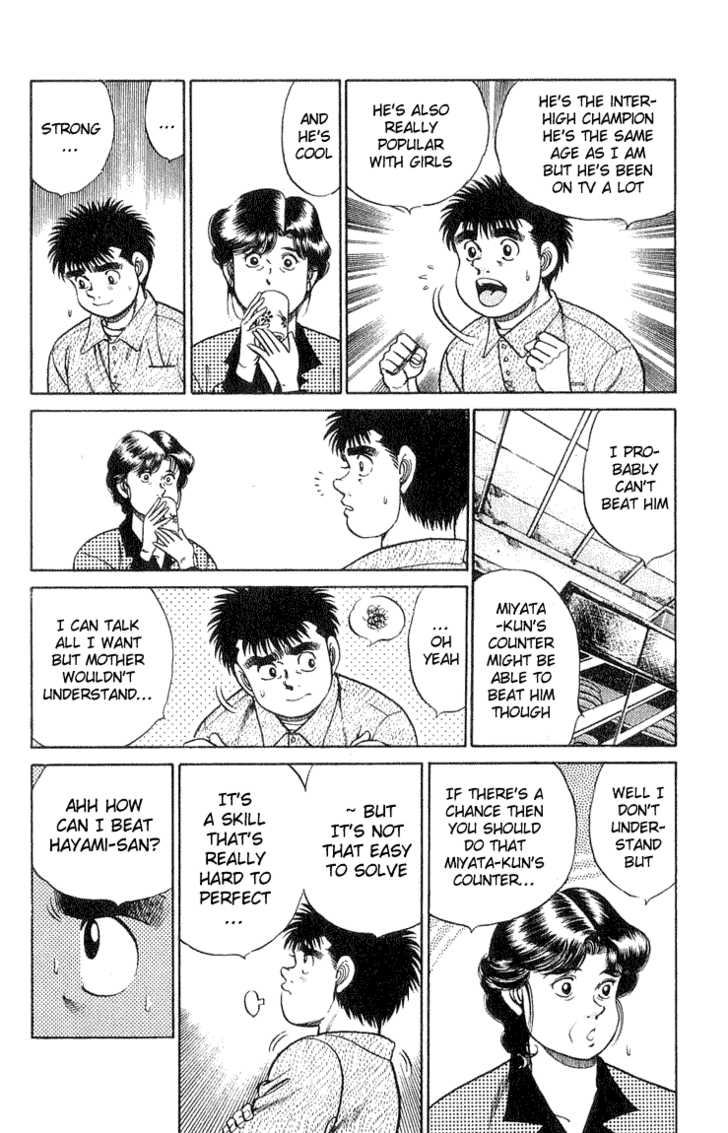 HE'S THE INTER-
HIGH CHAMPION
HE'S THE SAME
AGE AS I AM
BUT HE'S BEEN
ON TV A LOT
HE'S ALSO
REALLY
POPULAR
WITH GIRLS
AND
HE'S
COOL
...
STRONG
...
I PRO-
BABLY
CAN'T
BEAT HIM
MIYATA
-KUN'S
COUNTER
MIGHT BE
ABLE TO
BEAT HIM
THOUGH
...
OH
YEAH
I CAN TALK
ALL I WANT
BUT MOTHER
WOULDN'T
UNDERSTAND...
WELL I
DON'T
UNDER-
STAND
BUT
IF THERE'S A
CHANCE THEN
YOU SHOULD
DO THAT
MIYATA-KUN'S
COUNTER...
~ BUT
IT'S NOT
THAT EASY
TO SOLVE
IT'S
A SKILL
THAT'S
REALLY
HARD TO
PERFECT
...
AHH HOW
CAN I BEAT
HAYAMI-SAN?